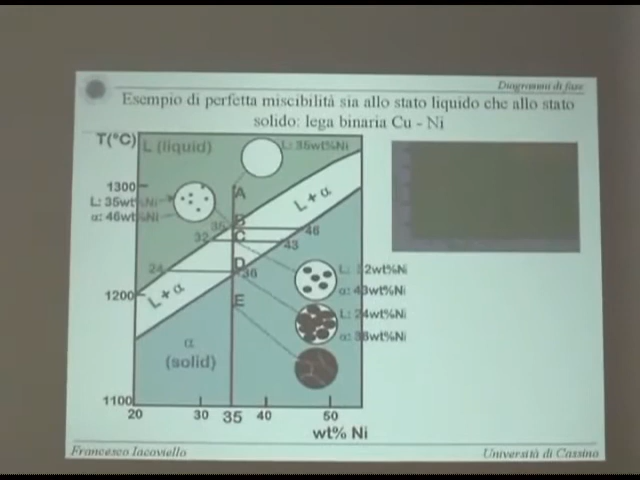 Diagrammi di fase
Esempio di perfetta miscibilità sia allo stato liquido che allo stato
solido: lega binaria Cu - Ni
T(°C)
L (liquid)
L: 35wt%Ni
1300
A
L + α
L: 35wt%Ni
α: 46wt%Ni
35
B
46
32
C
43
24
D
36
L: 32wt%Ni
α: 43wt%Ni
L + α
1200
E
L: 24wt%Ni
α: 36wt%Ni
α
(solid)
1100
20
30
35
40
50
wt% Ni
Francesco Iacoviello
Università di Cassino